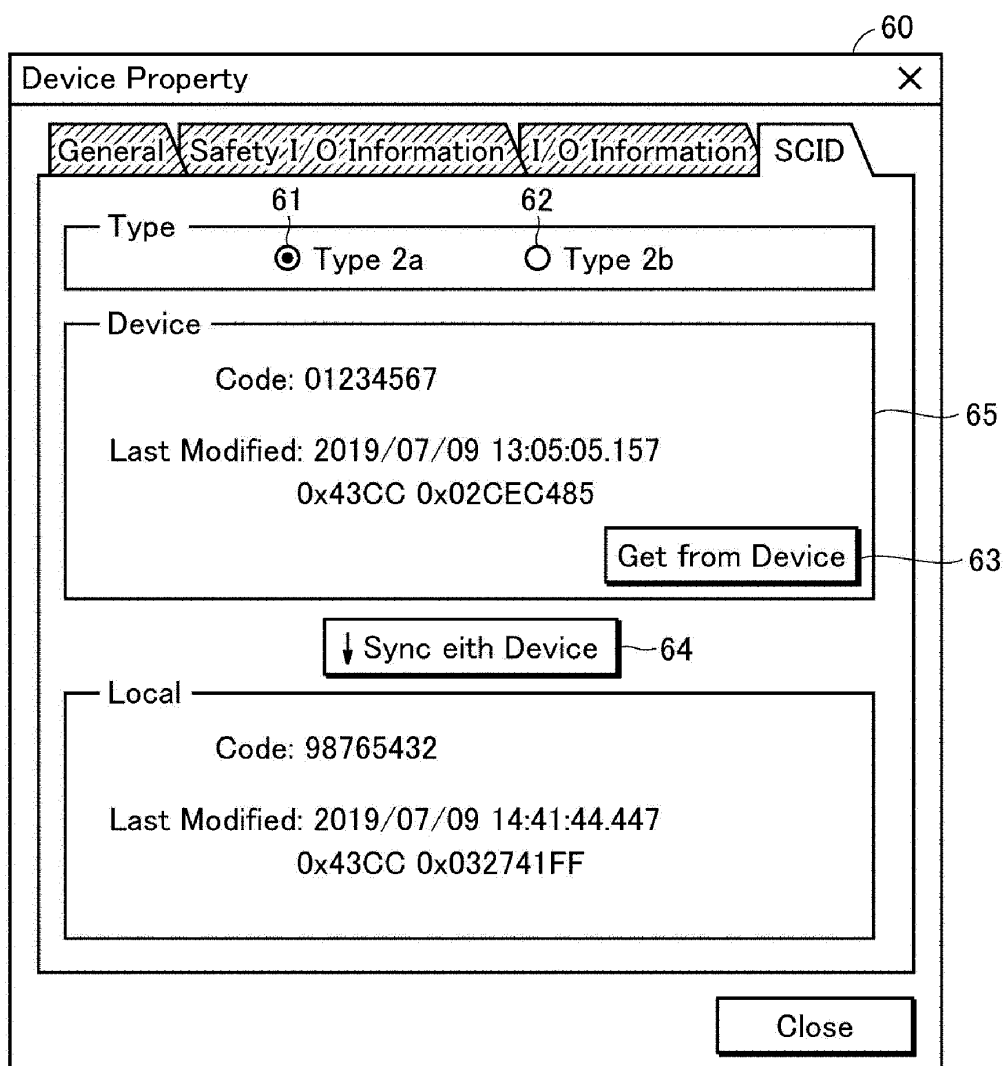 60
Device Property ×
General Safety I/O Information I/O Information SCID
61 62
Type
Type 2a Type 2b
Device
Code: 01234567
65
Last Modified: 2019/07/09 13:05:05.157
0x43CC 0x02CEC485
Get from Device 63
↓ Sync eith Device 64
Local
Code: 98765432
Last Modified: 2019/07/09 14:41:44.447
0x43CC 0x032741FF
Close